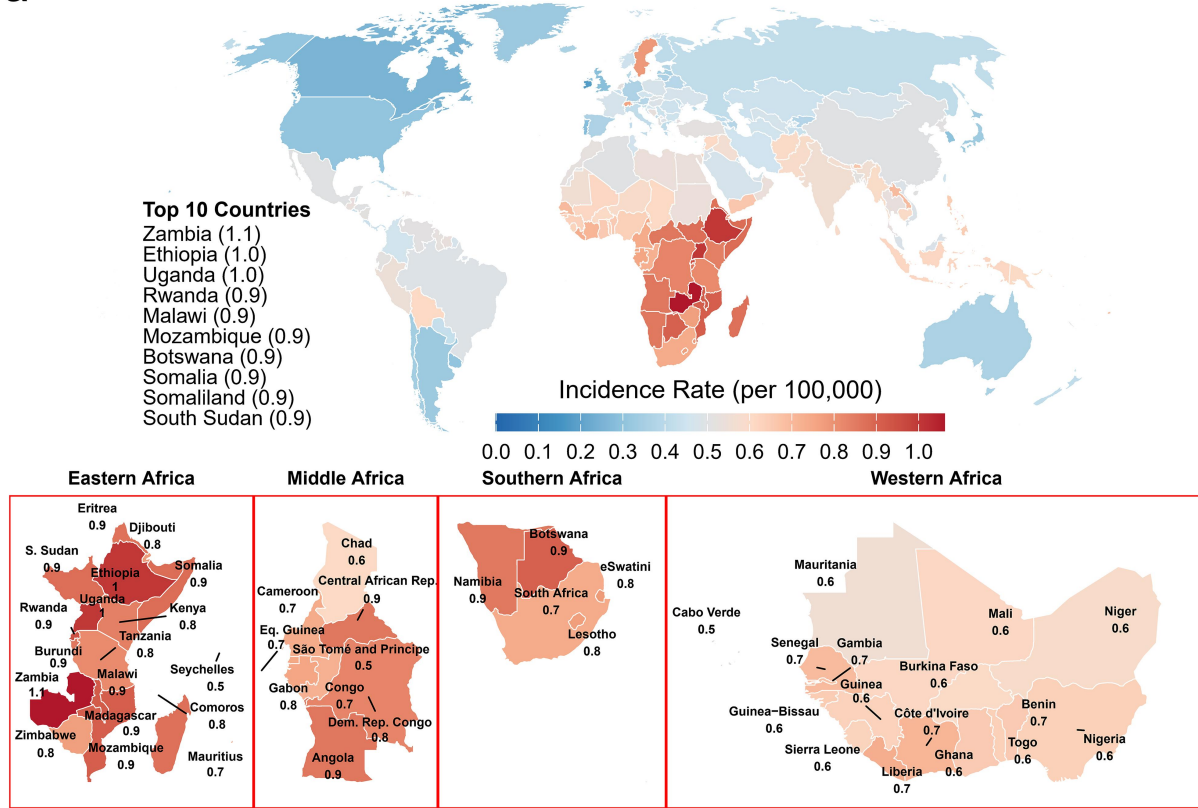 Top 10 Countries
Zambia (1.1)
Ethiopia (1.0)
Uganda (1.0)
Rwanda (0.9)
Malawi (0.9)
Mozambique (0.9)
Botswana (0.9)
Somalia (0.9)
Somaliland (0.9)
South Sudan (0.9)
Incidence Rate (per 100,000)
0.0 0.1 0.2 0.3 0.4 0.5 0.6 0.7 0.8 0.9 1.0
Eastern Africa
Eritrea
0.9
Djibouti
0.8
S. Sudan
0.9
Ethiopia
1
Somalia
0.9
Uganda
1
Rwanda
0.9
Kenya
0.8
Tanzania
0.8
Burundi
0.9
Seychelles
0.5
Zambia
1.1
Malawi
0.9
Comoros
0.8
Madagascar
0.9
Zimbabwe
0.8
Mozambique
0.9
Mauritius
0.7
Middle Africa
Chad
0.6
Central African Rep.
0.9
Cameroon
0.7
Eq. Guinea
0.7
São Tomé and Principe
0.5
Gabon
0.8
Congo
0.7
Dem. Rep. Congo
0.8
Angola
0.9
Southern Africa
Botswana
0.9
eSwatini
0.8
Namibia
0.9
South Africa
0.7
Lesotho
0.8
Western Africa
Mauritania
0.6
Cabo Verde
0.5
Mali
0.6
Niger
0.6
Senegal
0.7
Gambia
0.7
Burkina Faso
0.6
Guinea
0.6
Guinea−Bissau
0.6
Côte d'Ivoire
0.7
Benin
0.7
Sierra Leone
0.6
Ghana
0.6
Togo
0.6
Nigeria
0.6
Liberia
0.7